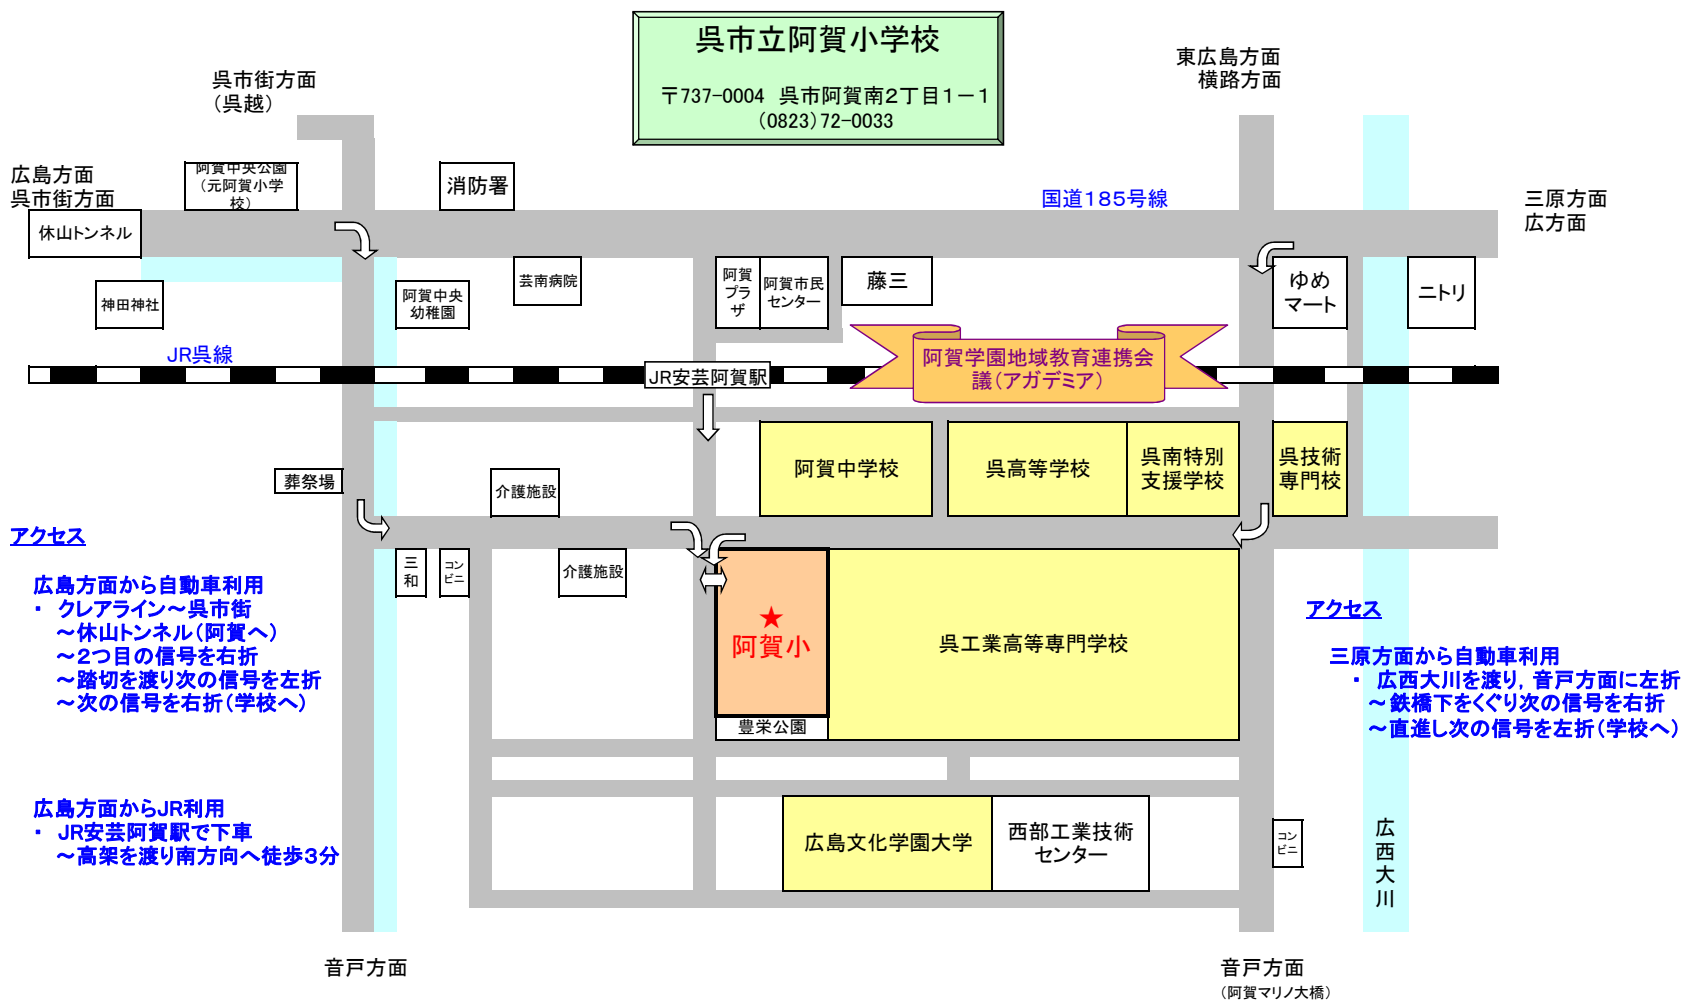 呉市立阿賀小学校
〒737-0004 呉市阿賀南2丁目1-1
(0823)72-0033
呉市街方面
(呉越)
東広島方面
横路方面
広島方面
呉市街方面
阿賀中央公園
(元阿賀小学
校)
消防署
国道185号線
三原方面
広方面
休山トンネル
神田神社
阿賀中央
幼稚園
芸南病院
阿賀
プラ
ザ
阿賀市民
センター
藤三
ゆめ
マート
ニトリ
JR呉線
JR安芸阿賀駅
阿賀学園地域教育連携会
議(アガデミア)
阿賀中学校
呉高等学校
呉南特別
支援学校
呉技術
専門校
葬祭場
介護施設
三
和
コン
ビニ
介護施設
★
阿賀小
呉工業高等専門学校
豊栄公園
アクセス
広島方面から自動車利用
・ クレアライン~呉市街
~休山トンネル(阿賀へ)
~2つ目の信号を右折
~踏切を渡り次の信号を左折
~次の信号を右折(学校へ)
広島方面からJR利用
・ JR安芸阿賀駅で下車
~高架を渡り南方向へ徒歩3分
アクセス
三原方面から自動車利用
・ 広西大川を渡り,音戸方面に左折
~鉄橋下をくぐり次の信号を右折
~直進し次の信号を左折(学校へ)
広島文化学園大学
西部工業技術
センター
コン
ビニ
広
西
大
川
音戸方面
音戸方面
(阿賀マリノ大橋)